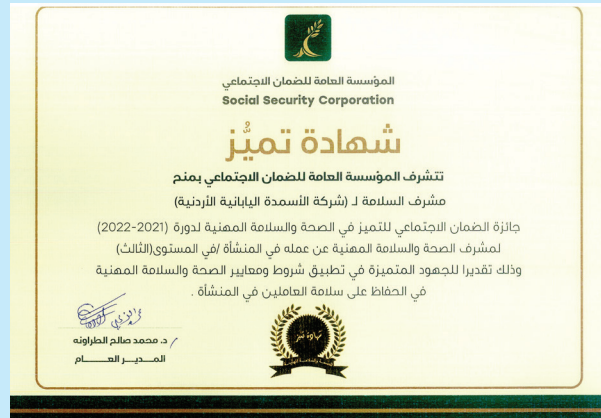 المؤسسة العامة للضمان الاجتماعي
Social Security Corporation
شهادة تميُّز
تتشرف المؤسسة العامة للضمان الاجتماعي بمنح
مشرف السلامة لـ (شركة الأسمدة اليابانية الأردنية)
جائزة الضمان الاجتماعي للتميز في الصحة والسلامة المهنية لدورة (2021-2022)
لمشرف الصحة والسلامة المهنية عن عمله في المنشأة /في المستوى(الثالث)
وذلك تقديرا للجهود المتميزة في تطبيق شروط ومعايير الصحة والسلامة المهنية
في الحفاظ على سلامة العاملين في المنشأة .
د. محمد صالح الطراونه
المـــديـــر العـــــــام